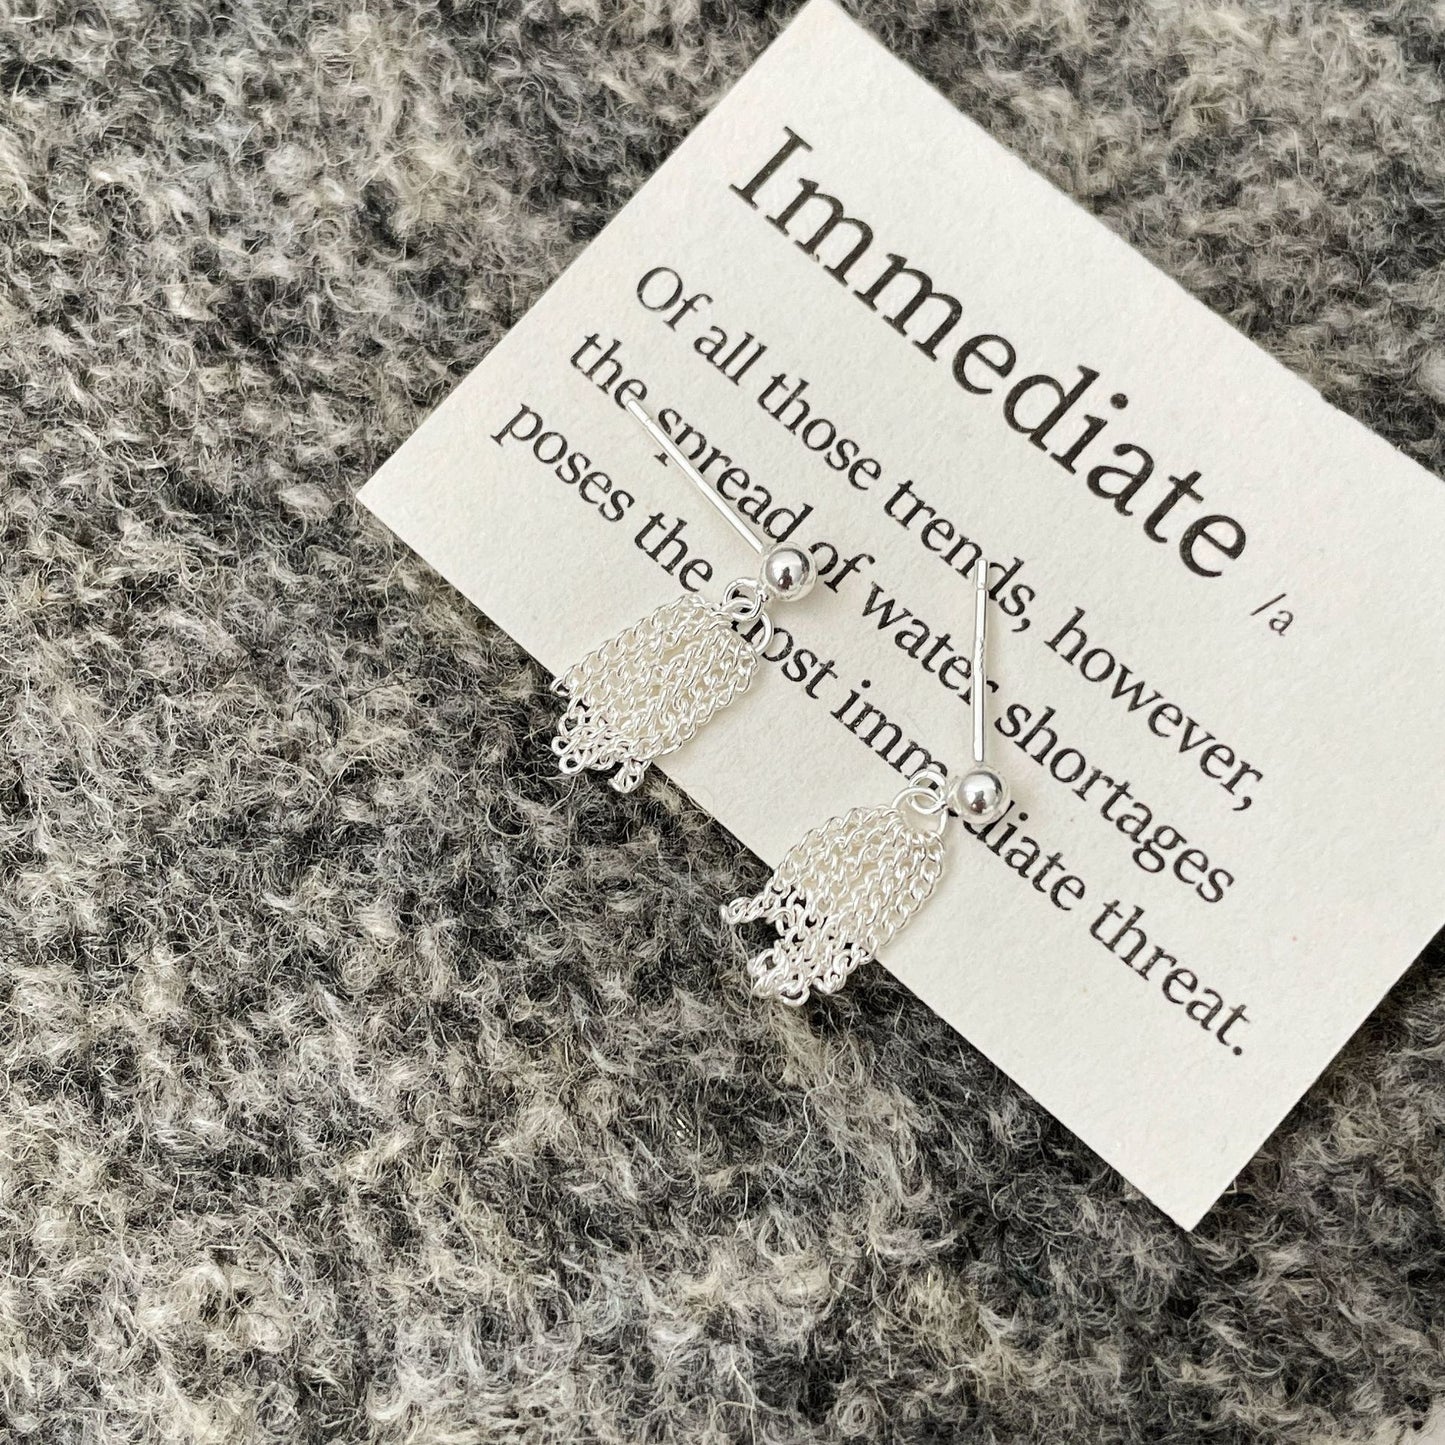 Immediate /a
Of all those trends, however,
the spread of water shortages
poses the most immediate threat.